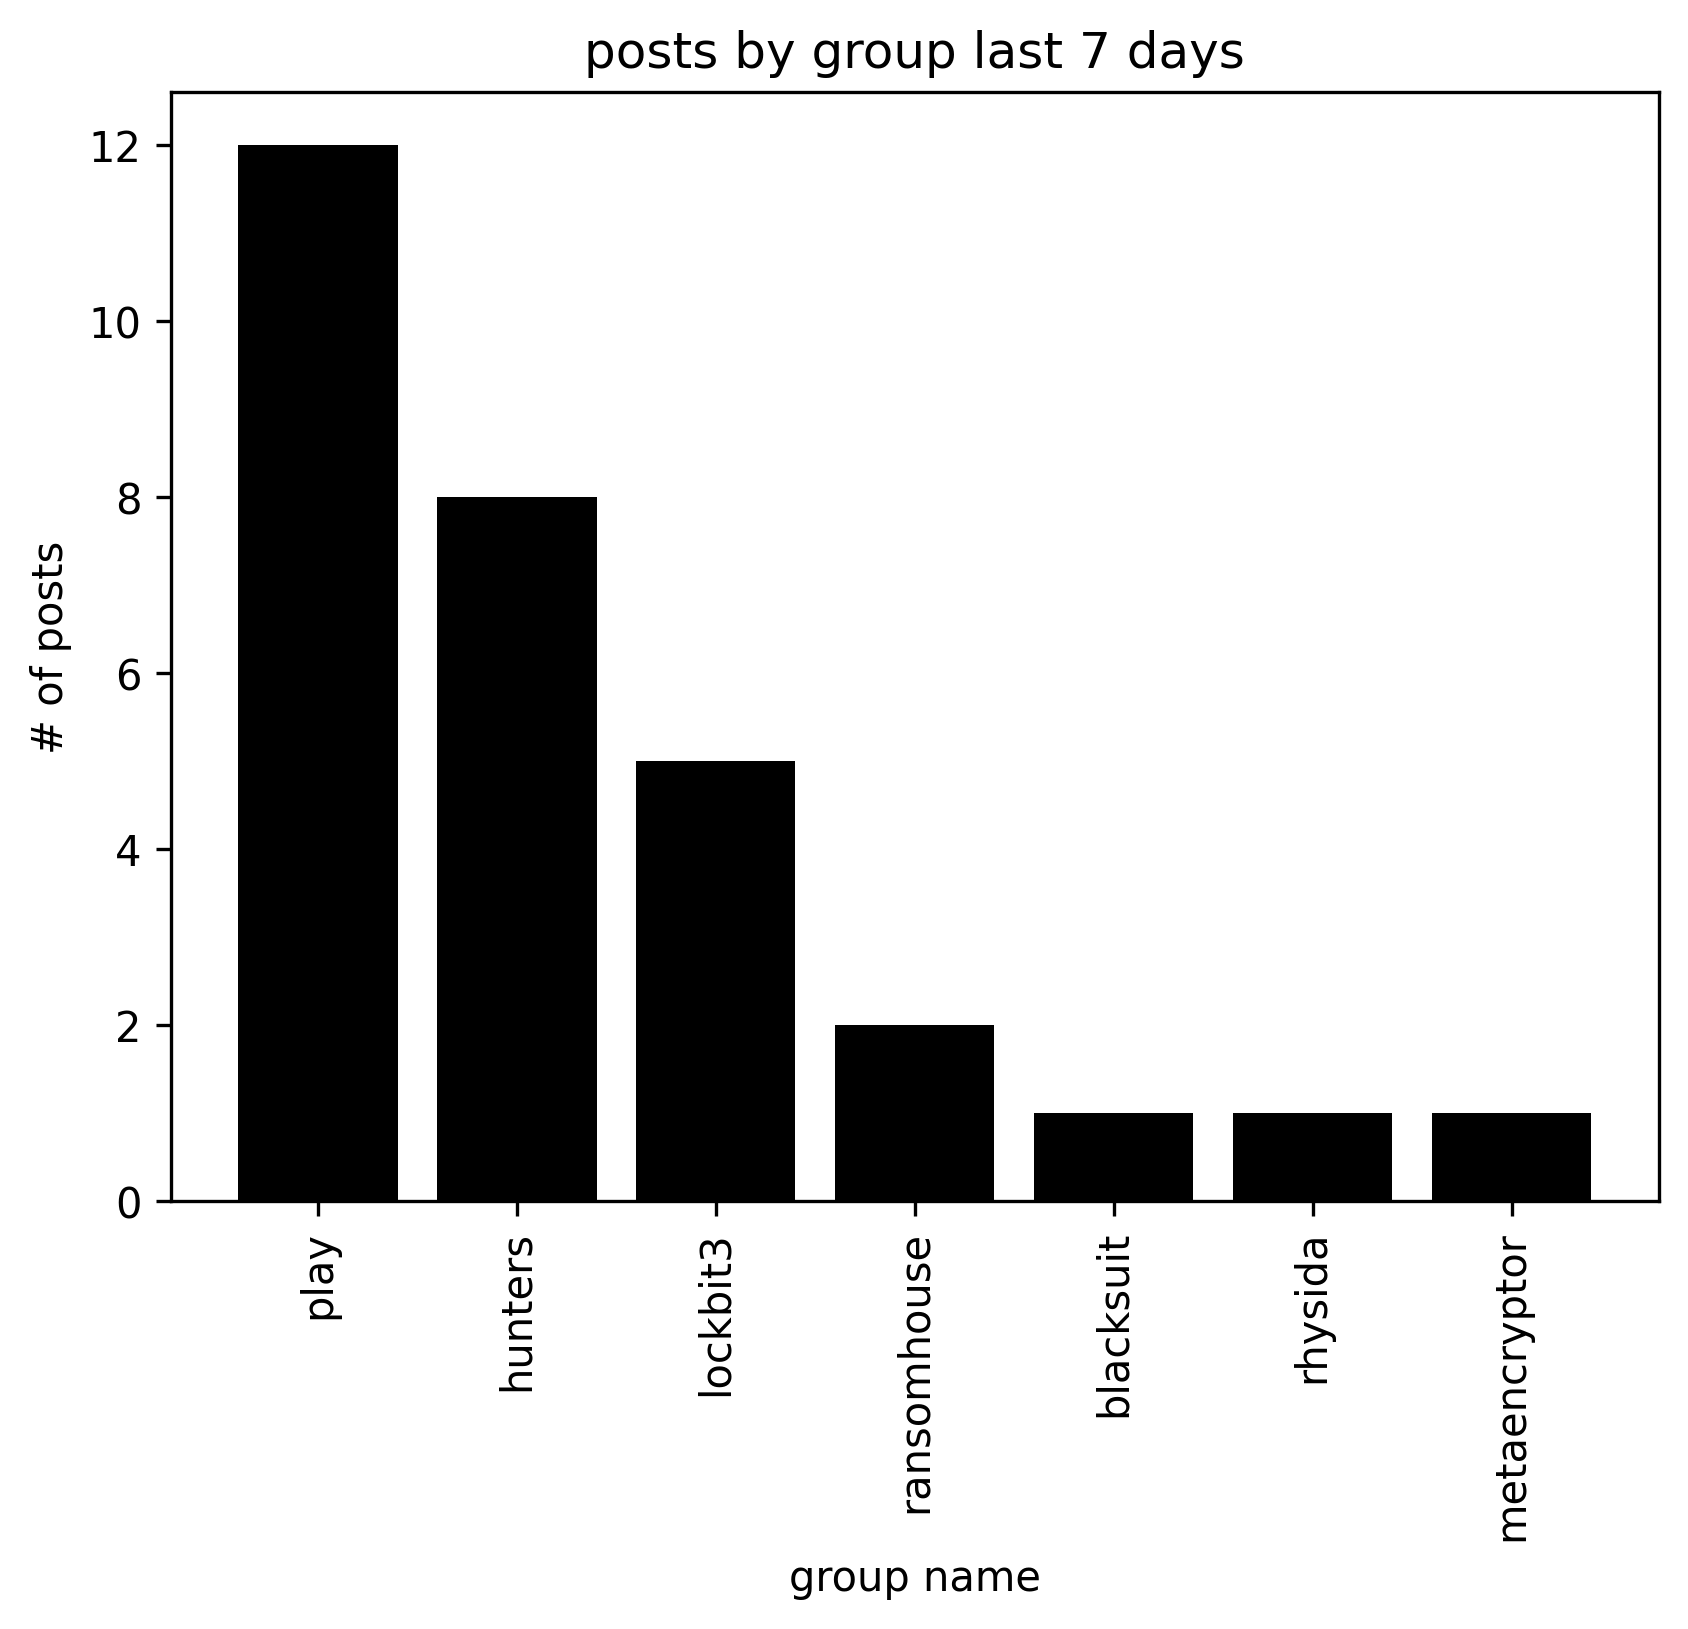 posts by group last 7 days
# of posts
12
10
8
6
4
2
0
play
hunters
lockbit3
ransomhouse
blacksuit
rhysida
metaencryptor
group name